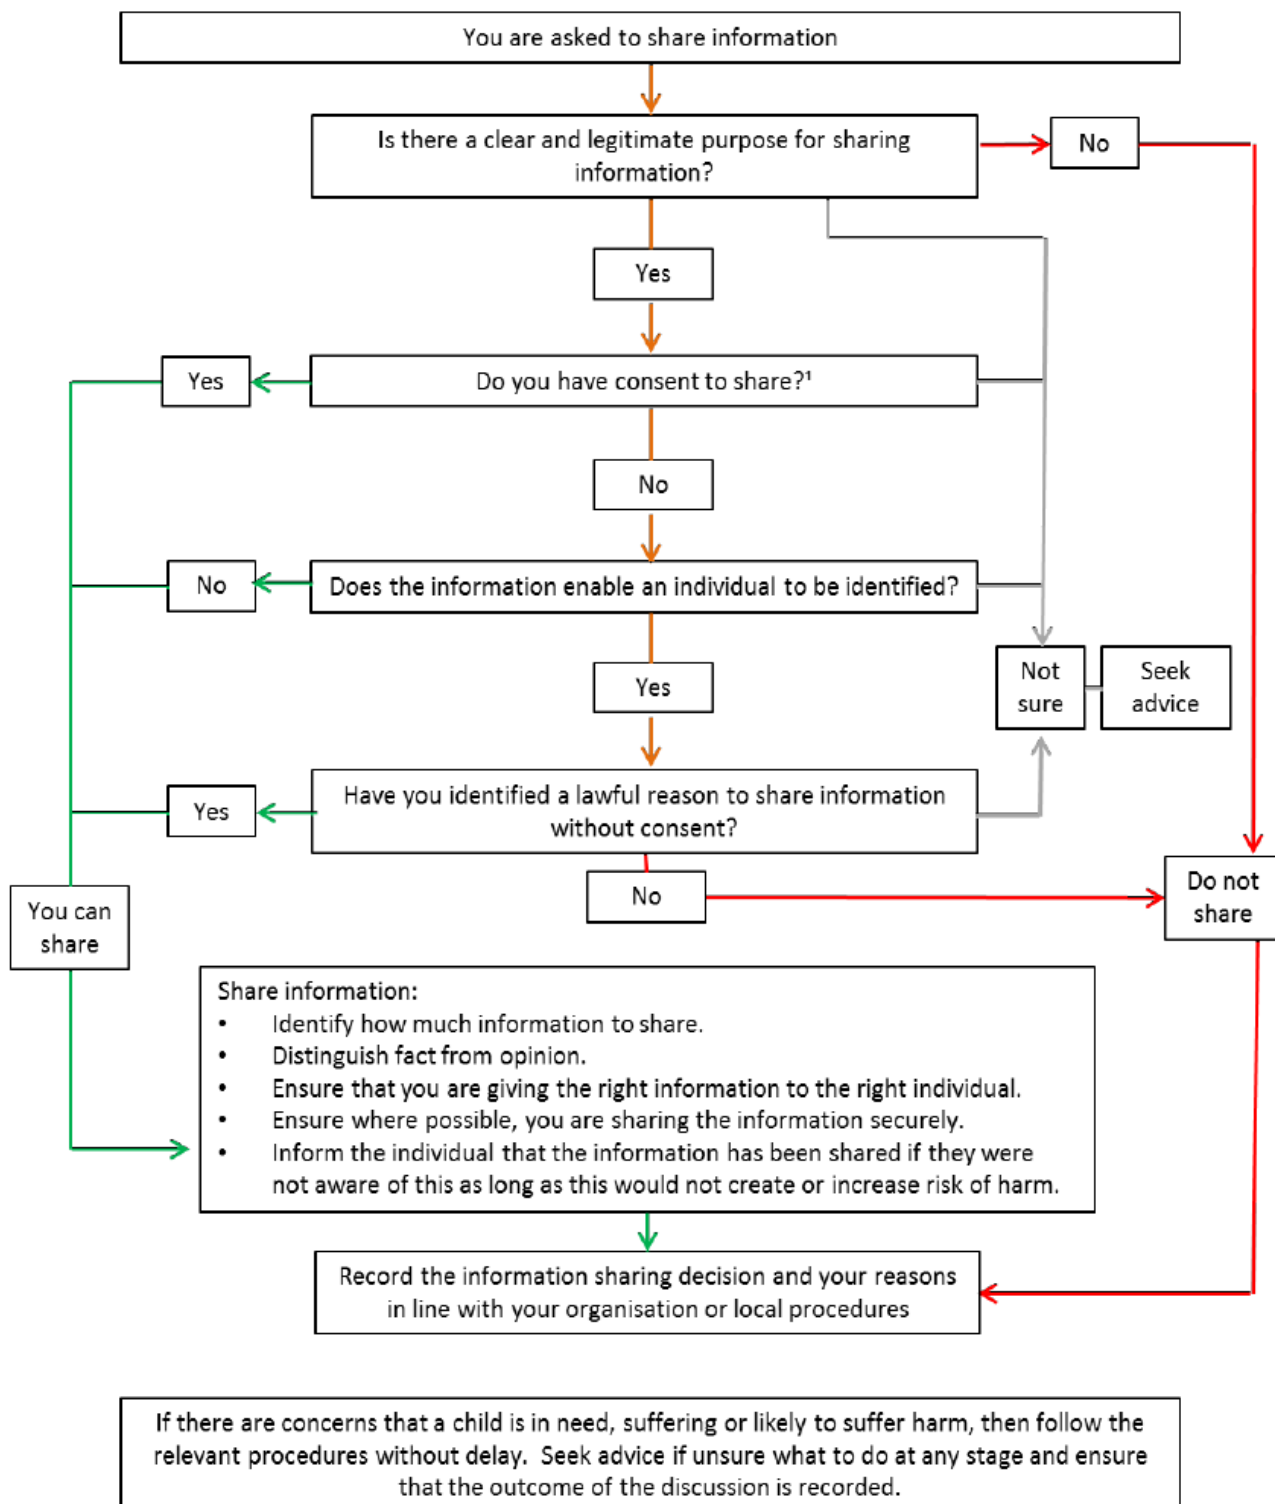 You are asked to share information
Is there a clear and legitimate purpose for sharing
information?
No
Yes
Yes
Do you have consent to share?¹
No
No
Does the information enable an individual to be identified?
Yes
Not
sure
Seek
advice
Yes
Have you identified a lawful reason to share information
without consent?
No
Do not
share
You can
share
Share information:
• Identify how much information to share.
• Distinguish fact from opinion.
• Ensure that you are giving the right information to the right individual.
• Ensure where possible, you are sharing the information securely.
• Inform the individual that the information has been shared if they were
not aware of this as long as this would not create or increase risk of harm.
Record the information sharing decision and your reasons
in line with your organisation or local procedures
If there are concerns that a child is in need, suffering or likely to suffer harm, then follow the
relevant procedures without delay. Seek advice if unsure what to do at any stage and ensure
that the outcome of the discussion is recorded.